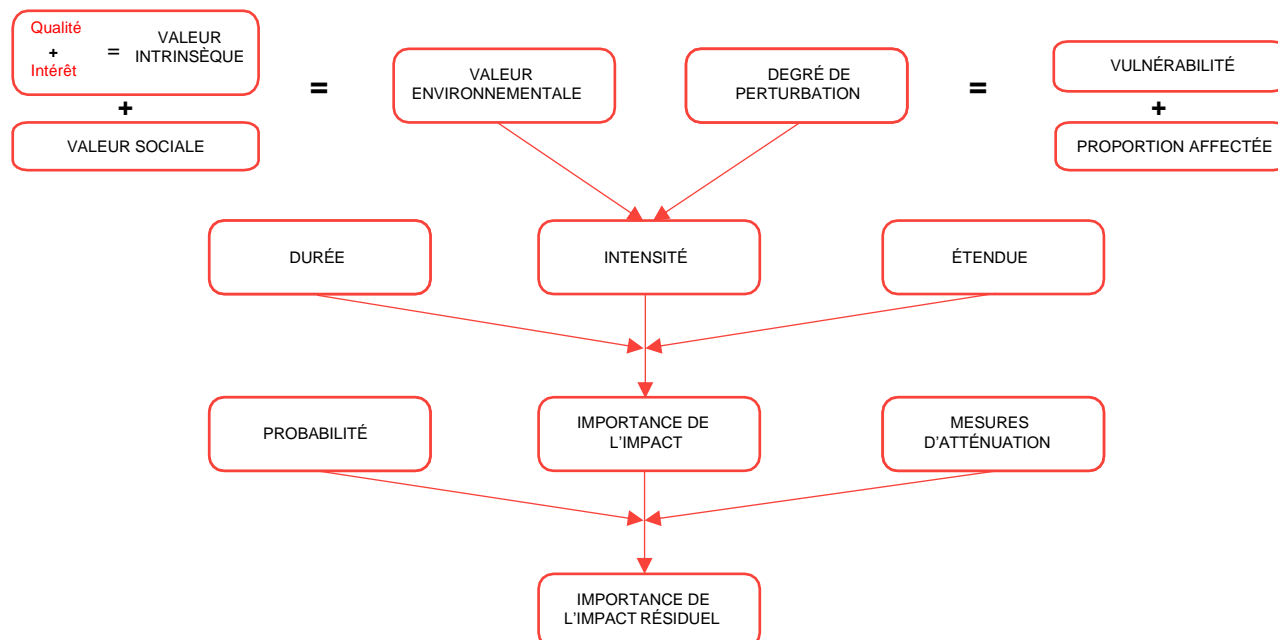 Qualité
+
Intérêt
=
VALEUR
INTRINSÈQUE
+
VALEUR SOCIALE
=
VALEUR
ENVIRONNEMENTALE
DEGRÉ DE
PERTURBATION
=
VULNÉRABILITÉ
+
PROPORTION AFFECTÉE
DURÉE
INTENSITÉ
ÉTENDUE
PROBABILITÉ
IMPORTANCE DE
L'IMPACT
MESURES
D'ATTÉNUATION
IMPORTANCE DE
L'IMPACT RÉSIDUEL